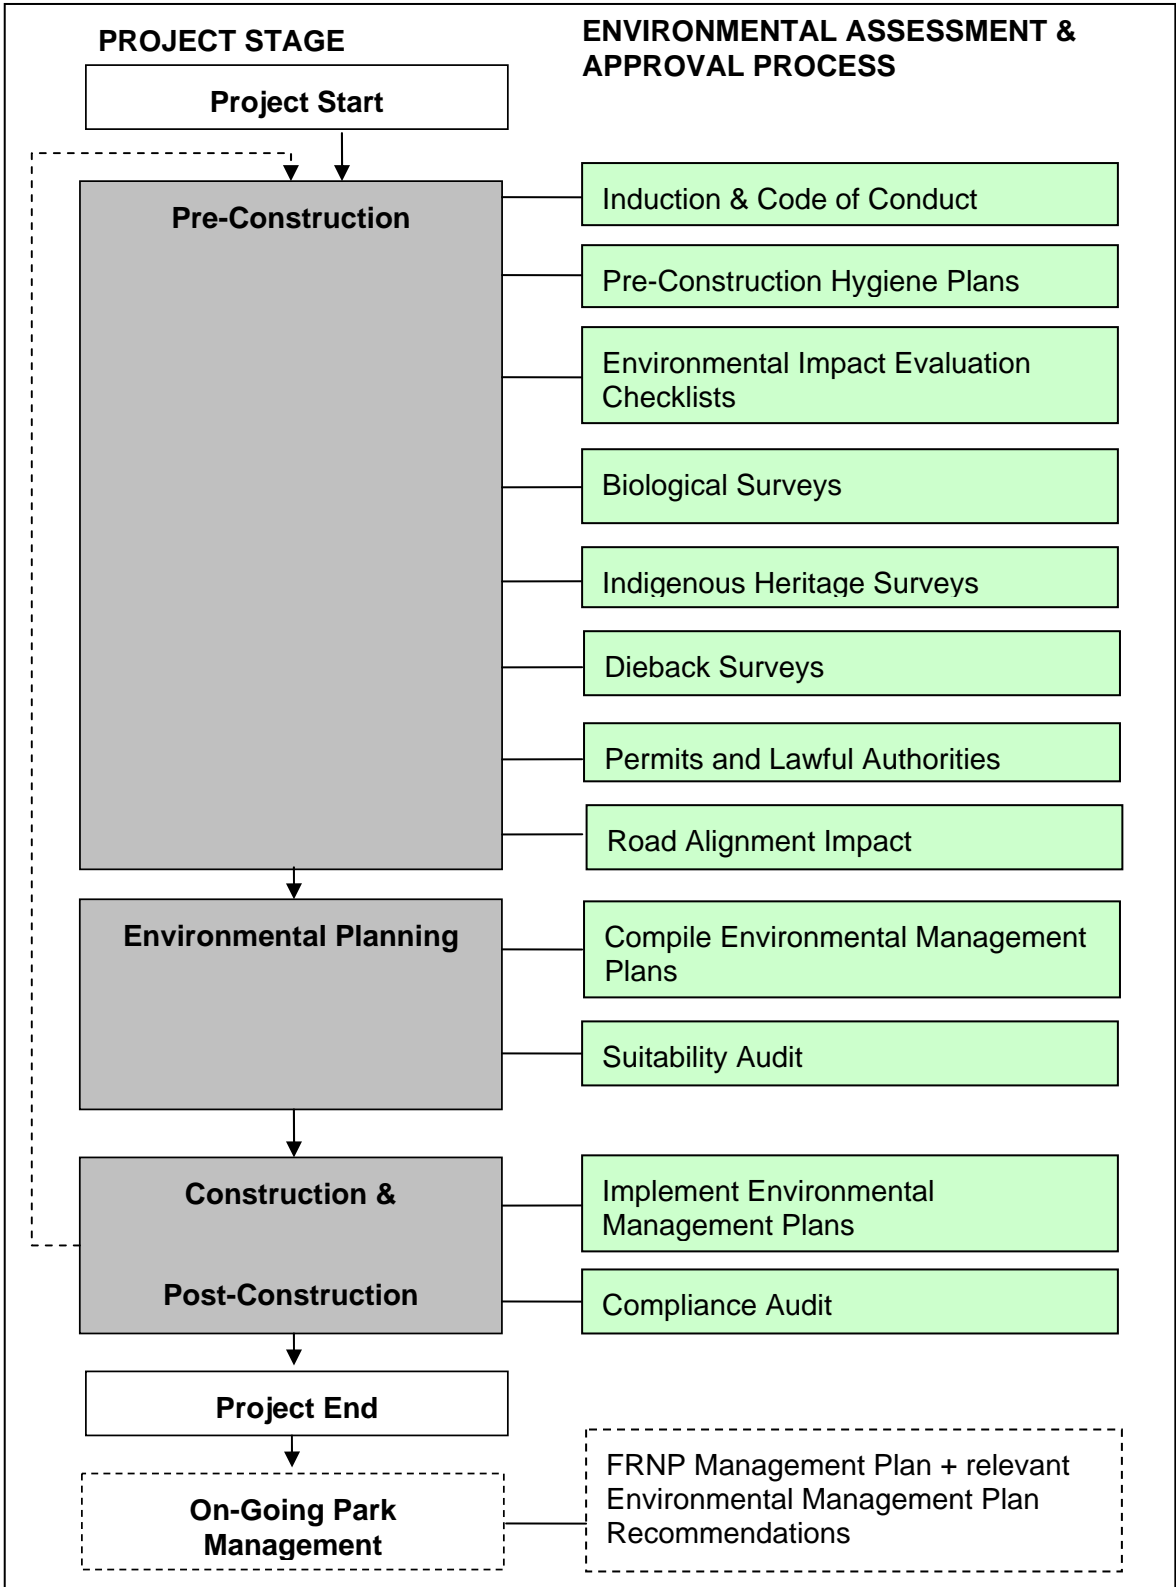 PROJECT STAGE
ENVIRONMENTAL ASSESSMENT &
APPROVAL PROCESS
Project Start
Pre-Construction
Induction & Code of Conduct
Pre-Construction Hygiene Plans
Environmental Impact Evaluation
Checklists
Biological Surveys
Indigenous Heritage Surveys
Dieback Surveys
Permits and Lawful Authorities
Road Alignment Impact
Environmental Planning
Compile Environmental Management
Plans
Suitability Audit
Construction &
Post-Construction
Implement Environmental
Management Plans
Compliance Audit
Project End
On-Going Park
Management
FRNP Management Plan + relevant
Environmental Management Plan
Recommendations